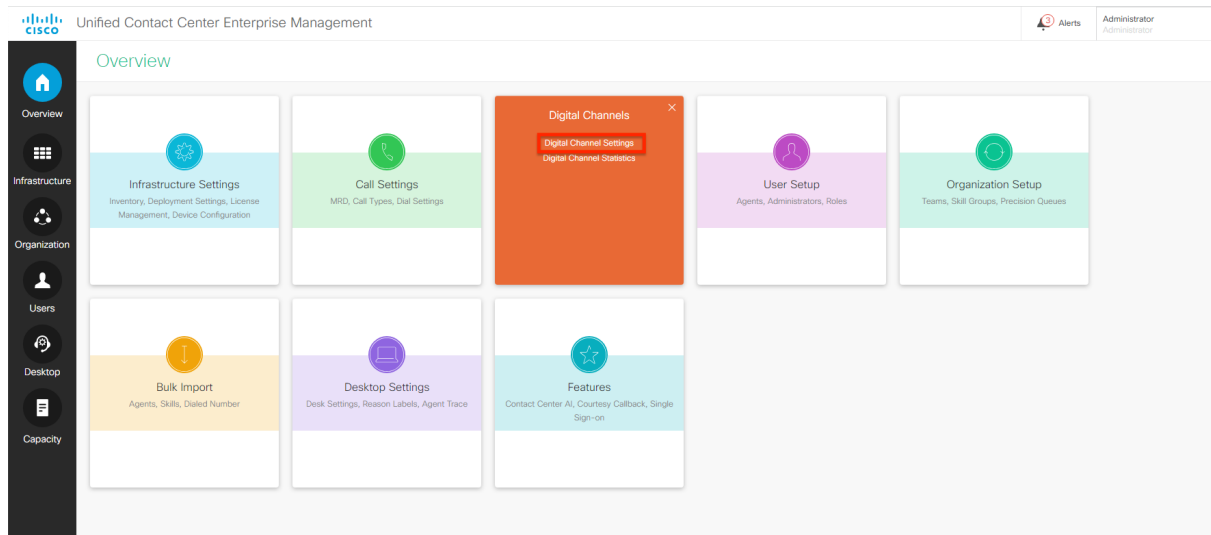 CISCO
Unified Contact Center Enterprise Management
3
Alerts
Administrator
Administrator
Overview
Overview
Infrastructure
Organization
Users
Desktop
Capacity
Infrastructure Settings
Inventory, Deployment Settings, License
Management, Device Configuration
Call Settings
MRD, Call Types, Dial Settings
Digital Channels
Digital Channel Settings
Digital Channel Statistics
User Setup
Agents, Administrators, Roles
Organization Setup
Teams, Skill Groups, Precision Queues
Bulk Import
Agents, Skills, Dialed Number
Desktop Settings
Desk Settings, Reason Labels, Agent Trace
Features
Contact Center AI, Courtesy Callback, Single
Sign-on